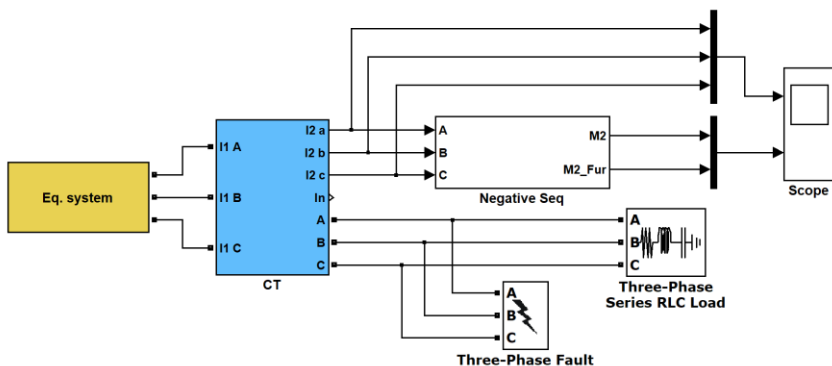 Eq. system
I1 A
I1 B
I1 C
I2 a
I2 b
I2 c
In
A
B
C
CT
A
B
C
M2
M2_Fur
Negative Seq
Scope
A
B
C
Three-Phase
Series RLC Load
A
B
C
Three-Phase Fault